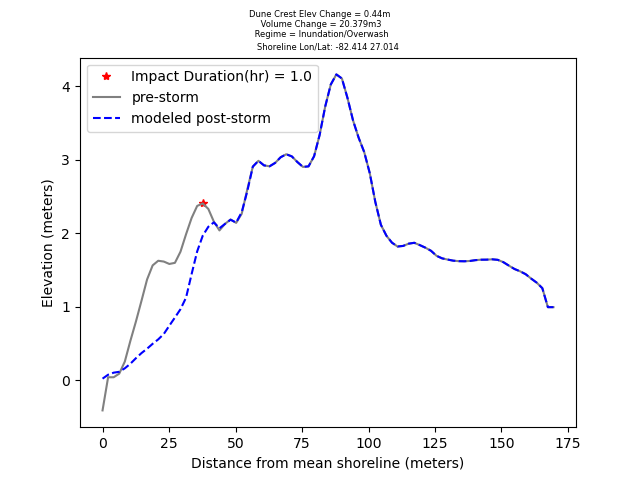 Dune Crest Elev Change = 0.44m
Volume Change = 20.379m3
Regime = Inundation/Overwash
Shoreline Lon/Lat: -82.414 27.014
Impact Duration(hr) = 1.0
pre-storm
modeled post-storm
Elevation (meters)
4
3
2
1
0
0 25 50 75 100 125 150 175
Distance from mean shoreline (meters)